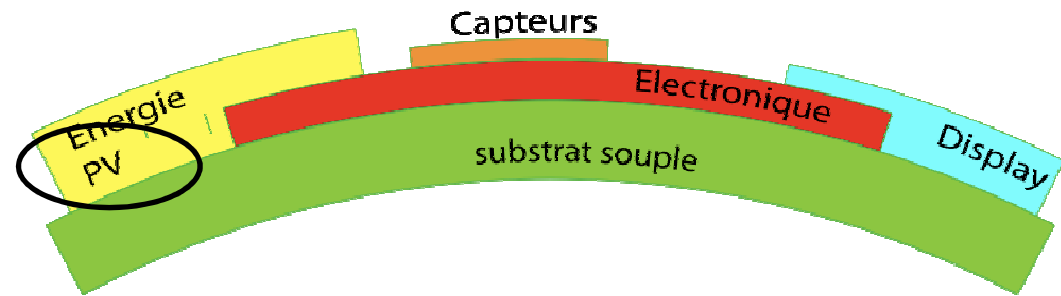 Capteurs
Energie
PV
Electronique
Display
substrat souple